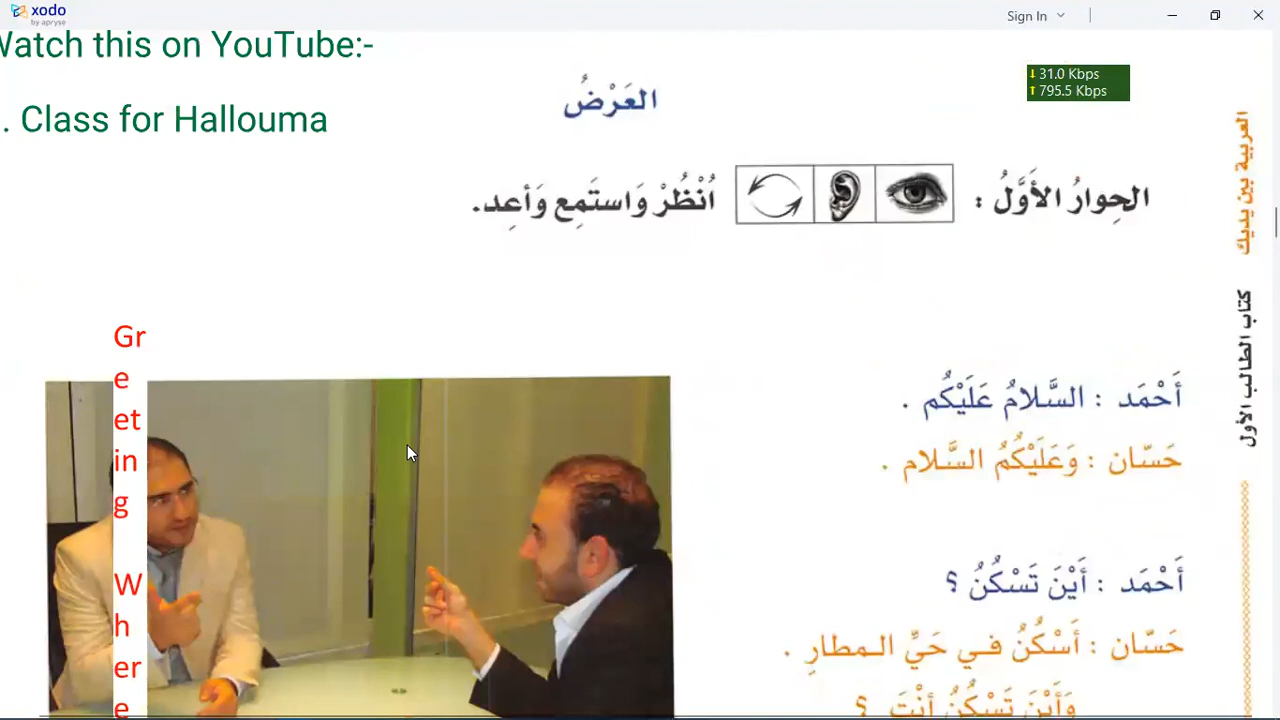 xodo
by apryse
Sign In
Watch this on YouTube:-
. Class for Hallouma
31.0 Kbps
795.5 Kbps
العَرْضُ
الحِوارُ الأَوَّلُ : اُنْظُرْ وَاستَمِع وَأعِد.
أَحْمَد : السَّلامُ عَلَيْكُم .
حَسّان : وَعَلَيْكُمُ السَّلام .
أَحْمَد : أَيْنَ تَسْكُنُ ؟
حَسّان : أَسْكُنُ في حَيِّ المطارِ .
وَأَيْنَ تَسْكُنُ أنْتَ ؟
Gr
e
et
in
g
W
h
er
e
العربية بين يديك
كتاب الطالب الأول